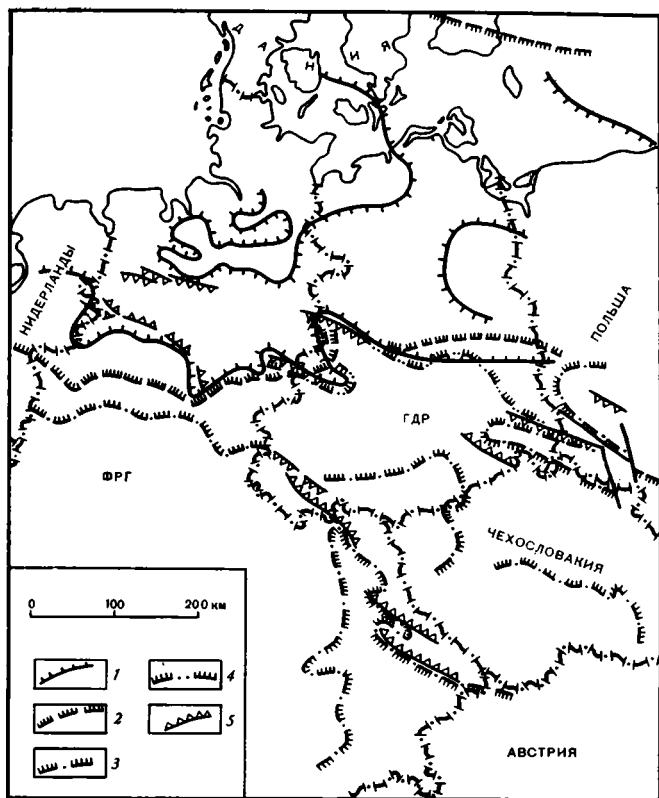 ДАНИЯ
НИДЕРЛАНДЫ
ПОЛЬША
ГДР
ФРГ
ЧЕХОСЛОВАКИЯ
0 100 200 км
1 4
2 5
3
АВСТРИЯ